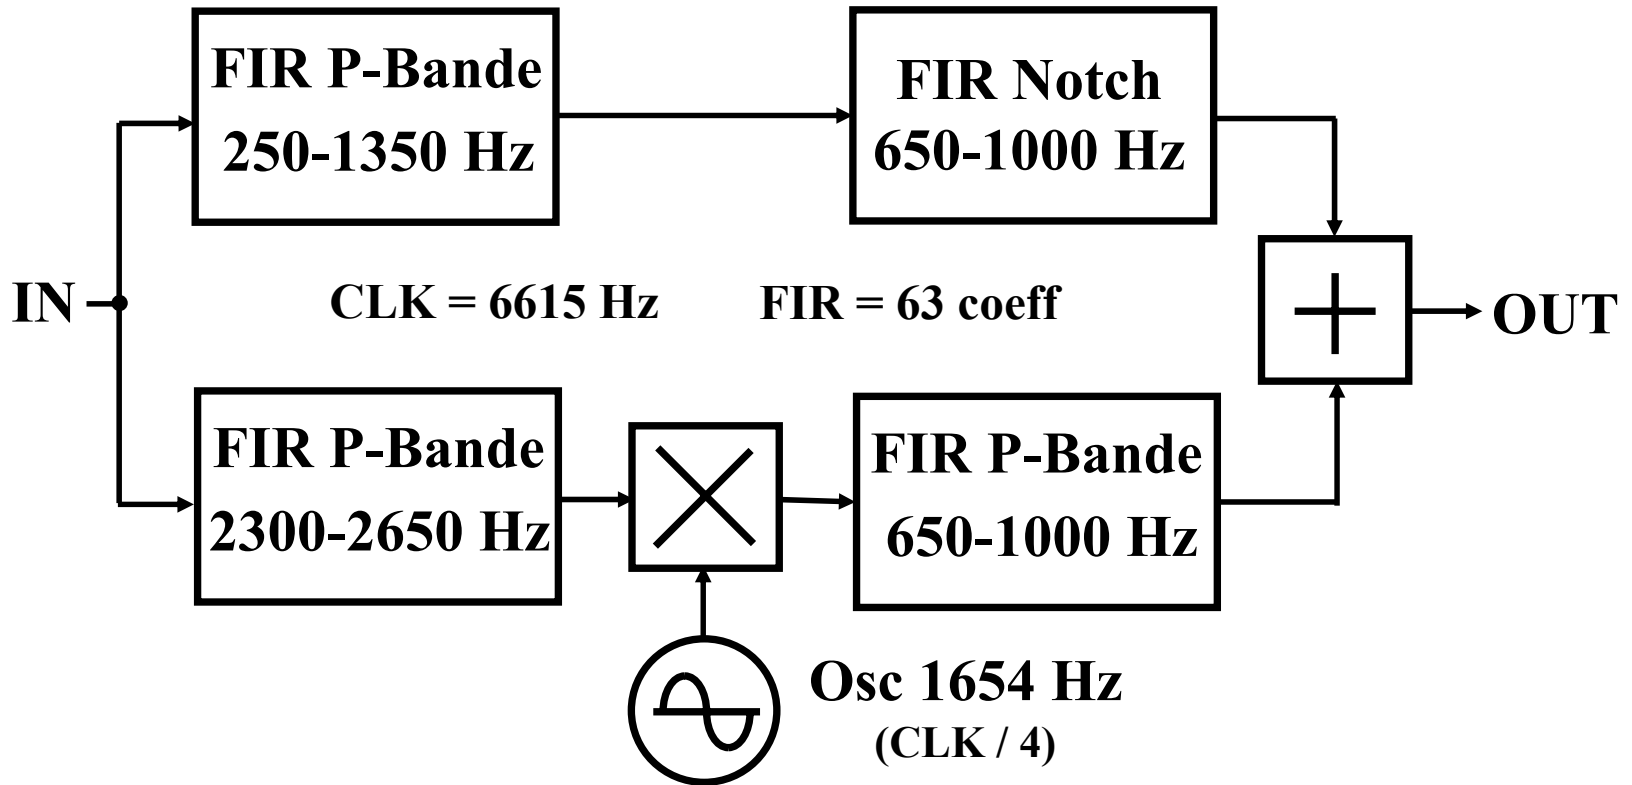 FIR P-Bande
250-1350 Hz
FIR Notch
650-1000 Hz
IN
CLK = 6615 Hz
FIR = 63 coeff
OUT
FIR P-Bande
2300-2650 Hz
FIR P-Bande
650-1000 Hz
Osc 1654 Hz
(CLK / 4)